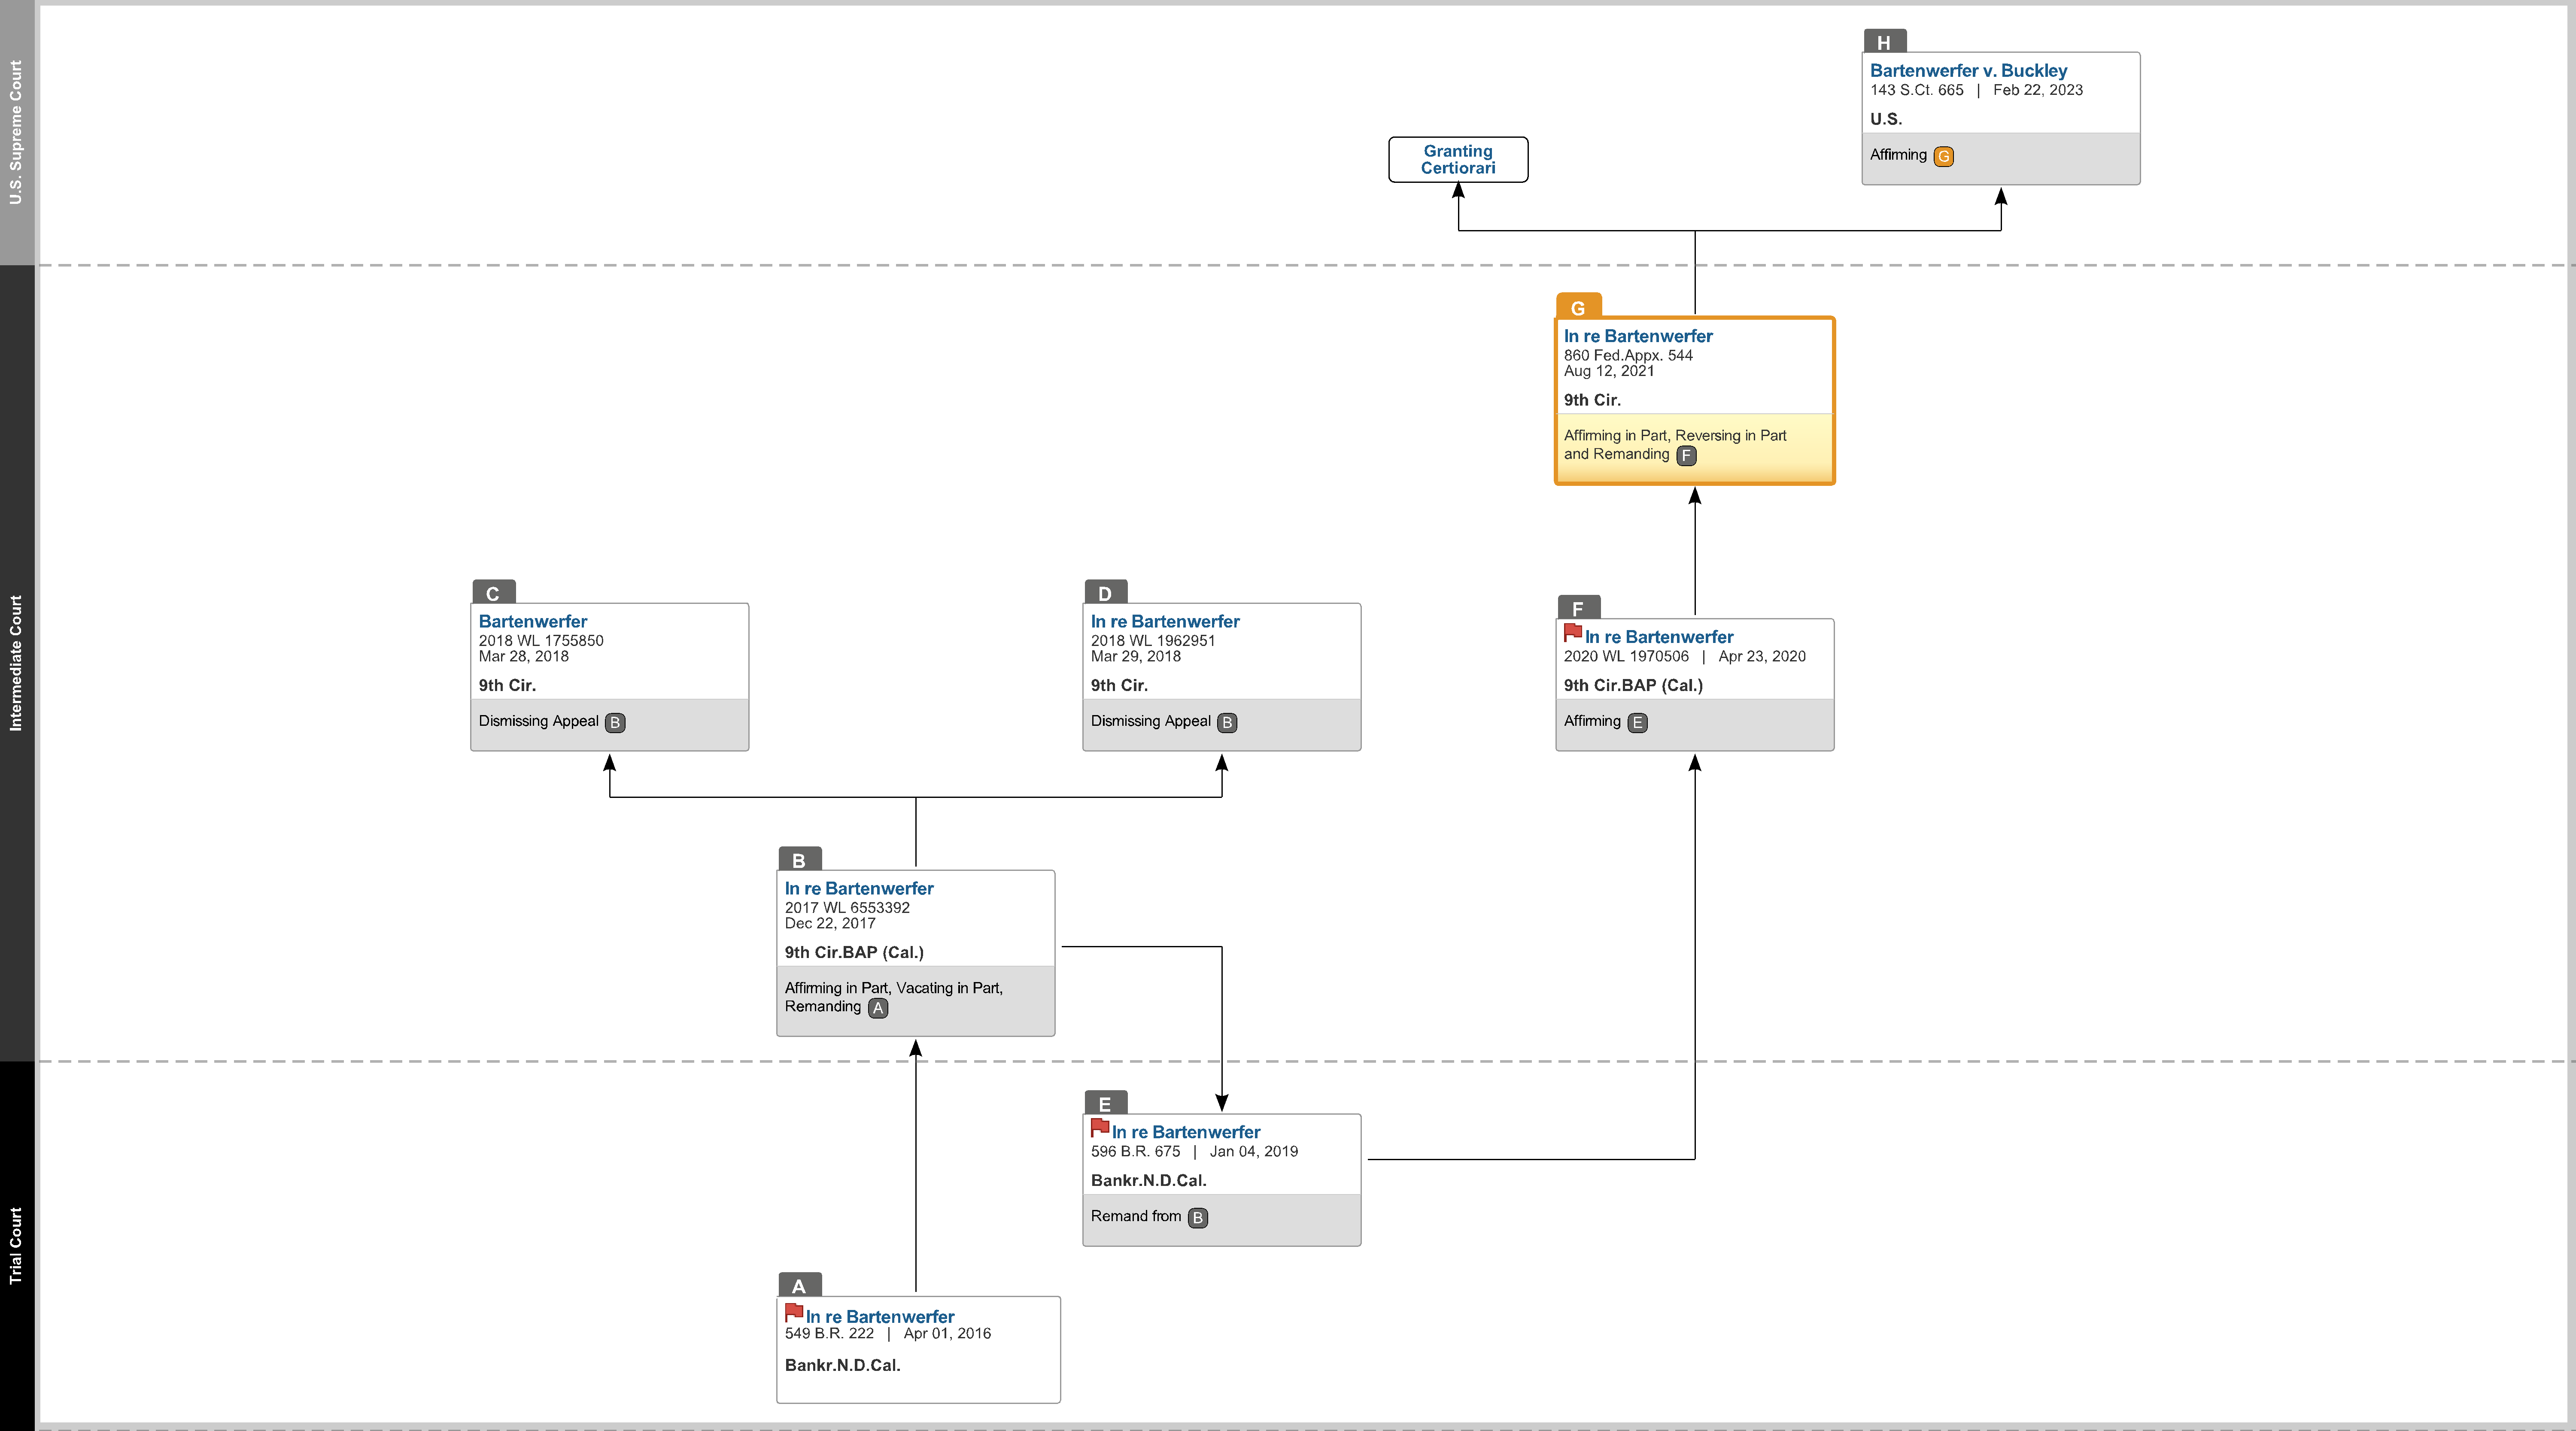 U.S. Supreme Court
H
Bartenwerfer v. Buckley
143 S.Ct. 665 | Feb 22, 2023
U.S.
Affirming G
Granting
Certiorari
Intermediate Court
G
In re Bartenwerfer
860 Fed.Appx. 544
Aug 12, 2021
9th Cir.
Affirming in Part, Reversing in Part
and Remanding F
C
Bartenwerfer
2018 WL 1755850
Mar 28, 2018
9th Cir.
Dismissing Appeal B
D
In re Bartenwerfer
2018 WL 1962951
Mar 29, 2018
9th Cir.
Dismissing Appeal B
F
In re Bartenwerfer
2020 WL 1970506 | Apr 23, 2020
9th Cir.BAP (Cal.)
Affirming E
B
In re Bartenwerfer
2017 WL 6553392
Dec 22, 2017
9th Cir.BAP (Cal.)
Affirming in Part, Vacating in Part,
Remanding A
Trial Court
E
In re Bartenwerfer
596 B.R. 675 | Jan 04, 2019
Bankr.N.D.Cal.
Remand from B
A
In re Bartenwerfer
549 B.R. 222 | Apr 01, 2016
Bankr.N.D.Cal.